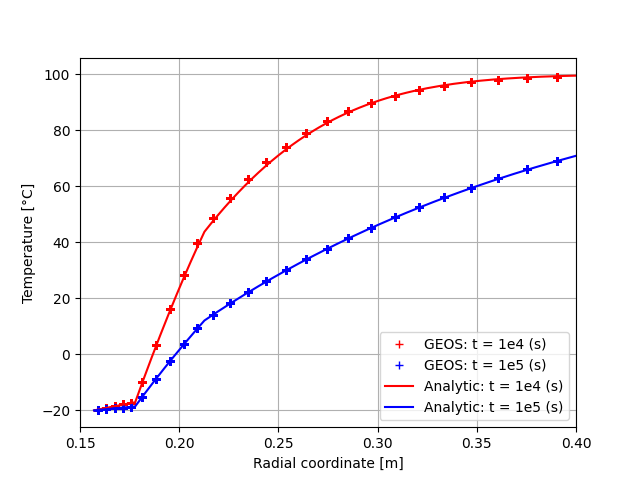 100
80
60
40
20
0
−20
Temperature [°C]
GEOS: t = 1e4 (s)
GEOS: t = 1e5 (s)
Analytic: t = 1e4 (s)
Analytic: t = 1e5 (s)
0.15 0.20 0.25 0.30 0.35 0.40
Radial coordinate [m]